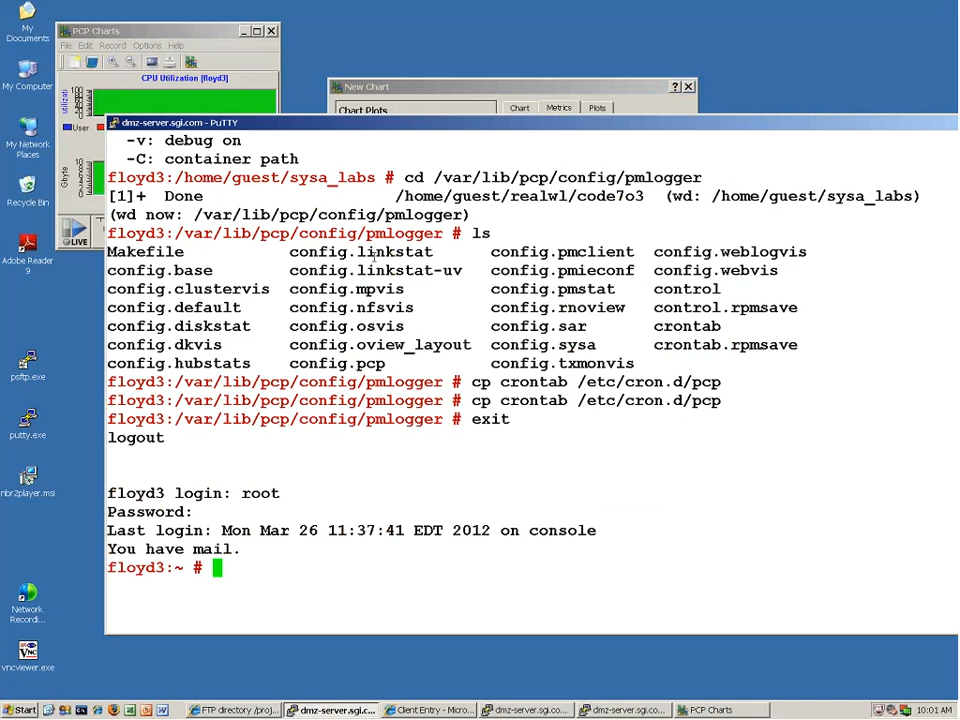 My
Documents
My Computer
My Network
Places
Recycle Bin
Adobe Reader
9
psftp.exe
putty.exe
nbr2player.msi
Network
Recordi...
vncviewer.exe
PCP Charts
File Edit Record Options Help
CPU Utilization [floyd3]
100
80
60
40
20
0
User
10
Gbyte
LIVE
New Chart
Chart Plots
Chart Metrics Plots
dmz-server.sgi.com - PuTTY
-v: debug on
-C: container path
floyd3:/home/guest/sysa_labs # cd /var/lib/pcp/config/pmlogger
[1]+ Done /home/guest/realwl/code7o3 (wd: /home/guest/sysa_labs)
(wd now: /var/lib/pcp/config/pmlogger)
floyd3:/var/lib/pcp/config/pmlogger # ls
Makefile config.linkstat config.pmclient config.weblogvis
config.base config.linkstat-uv config.pmieconf config.webvis
config.clustervis config.mpvis config.pmstat control
config.default config.nfsvis config.rnoview control.rpmsave
config.diskstat config.osvis config.sar crontab
config.dkvis config.oview_layout config.sysa crontab.rpmsave
config.hubstats config.pcp config.txmonvis
floyd3:/var/lib/pcp/config/pmlogger # cp crontab /etc/cron.d/pcp
floyd3:/var/lib/pcp/config/pmlogger # cp crontab /etc/cron.d/pcp
floyd3:/var/lib/pcp/config/pmlogger # exit
logout
floyd3 login: root
Password:
Last login: Mon Mar 26 11:37:41 EDT 2012 on console
You have mail.
floyd3:~ #
Start FTP directory /proj... dmz-server.sgi.c... Client Entry - Micro... dmz-server.sgi.co... dmz-server.sgi.co... PCP Charts 10:01 AM